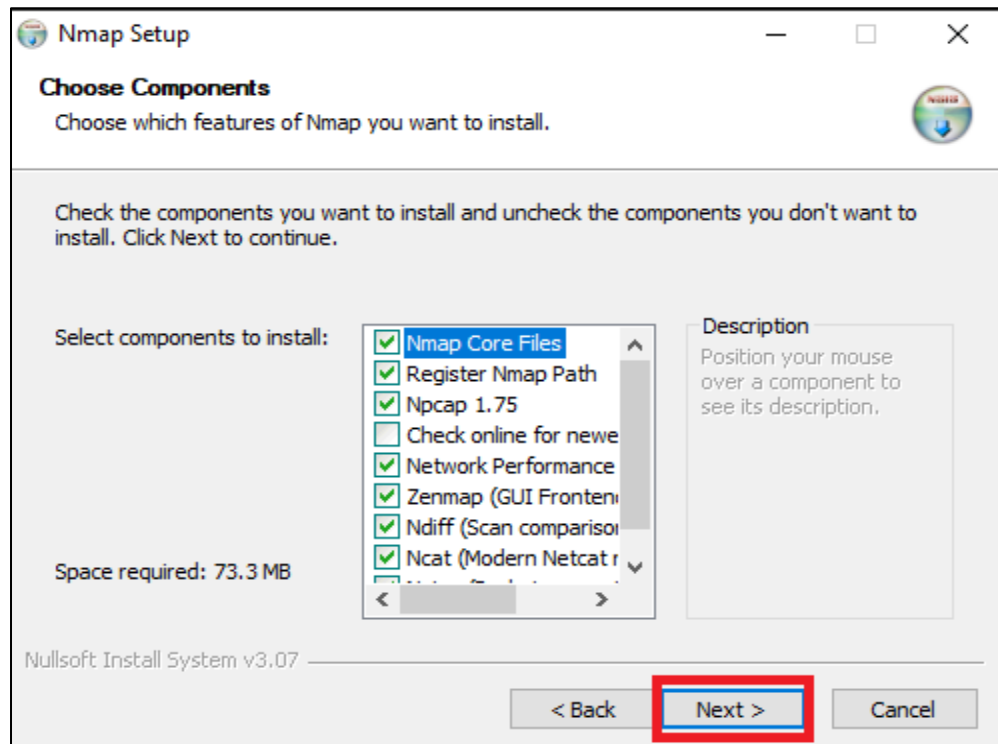 Nmap Setup
Choose Components
Choose which features of Nmap you want to install.
NMAP
Check the components you want to install and uncheck the components you don't want to
install. Click Next to continue.
Select components to install:
Nmap Core Files
Register Nmap Path
Npcap 1.75
Check online for newe
Network Performance
Zenmap (GUI Fronten
Ndiff (Scan compariso
Ncat (Modern Netcat r
Description
Position your mouse
over a component to
see its description.
Space required: 73.3 MB
Nullsoft Install System v3.07
< Back
Next >
Cancel